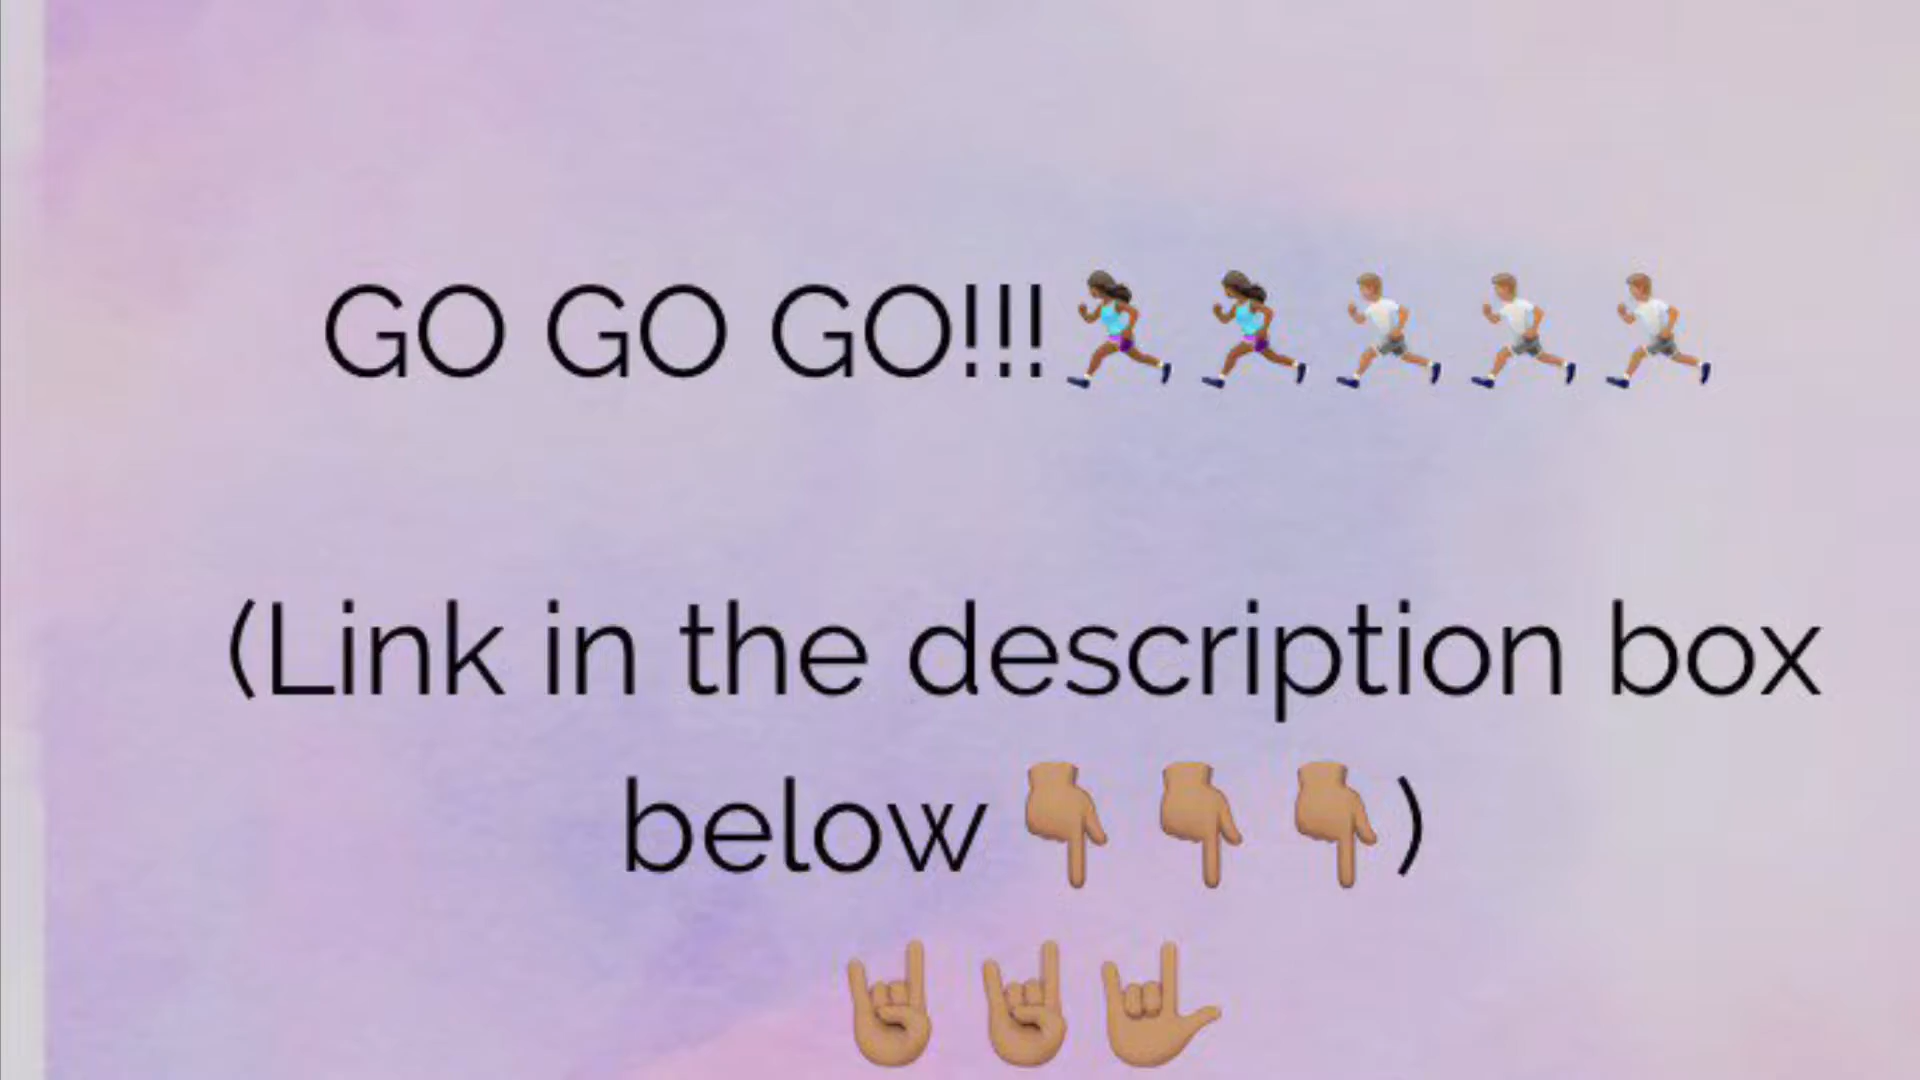 GO GO GO!!!🏃🏾‍♀️🏃🏾‍♀️🏃🏽‍♂️🏃🏽‍♂️🏃🏽‍♂️
(Link in the description box
below👇🏽👇🏽👇🏽)
🤘🏽🤘🏽🤟🏽